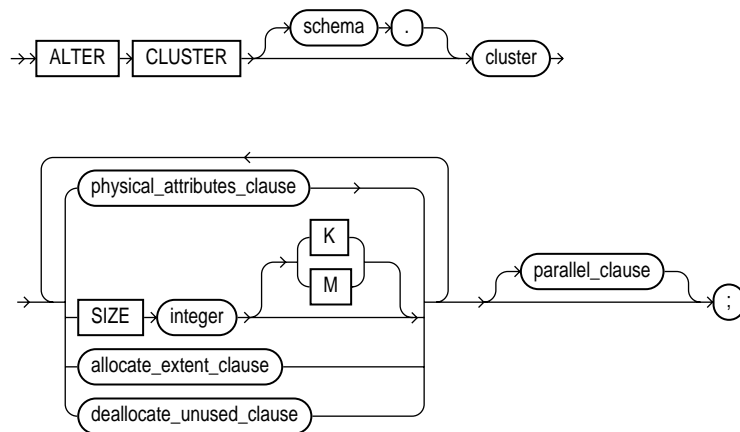 schema .
ALTER CLUSTER cluster
physical_attributes_clause
K
M
parallel_clause
SIZE integer ;
allocate_extent_clause
deallocate_unused_clause